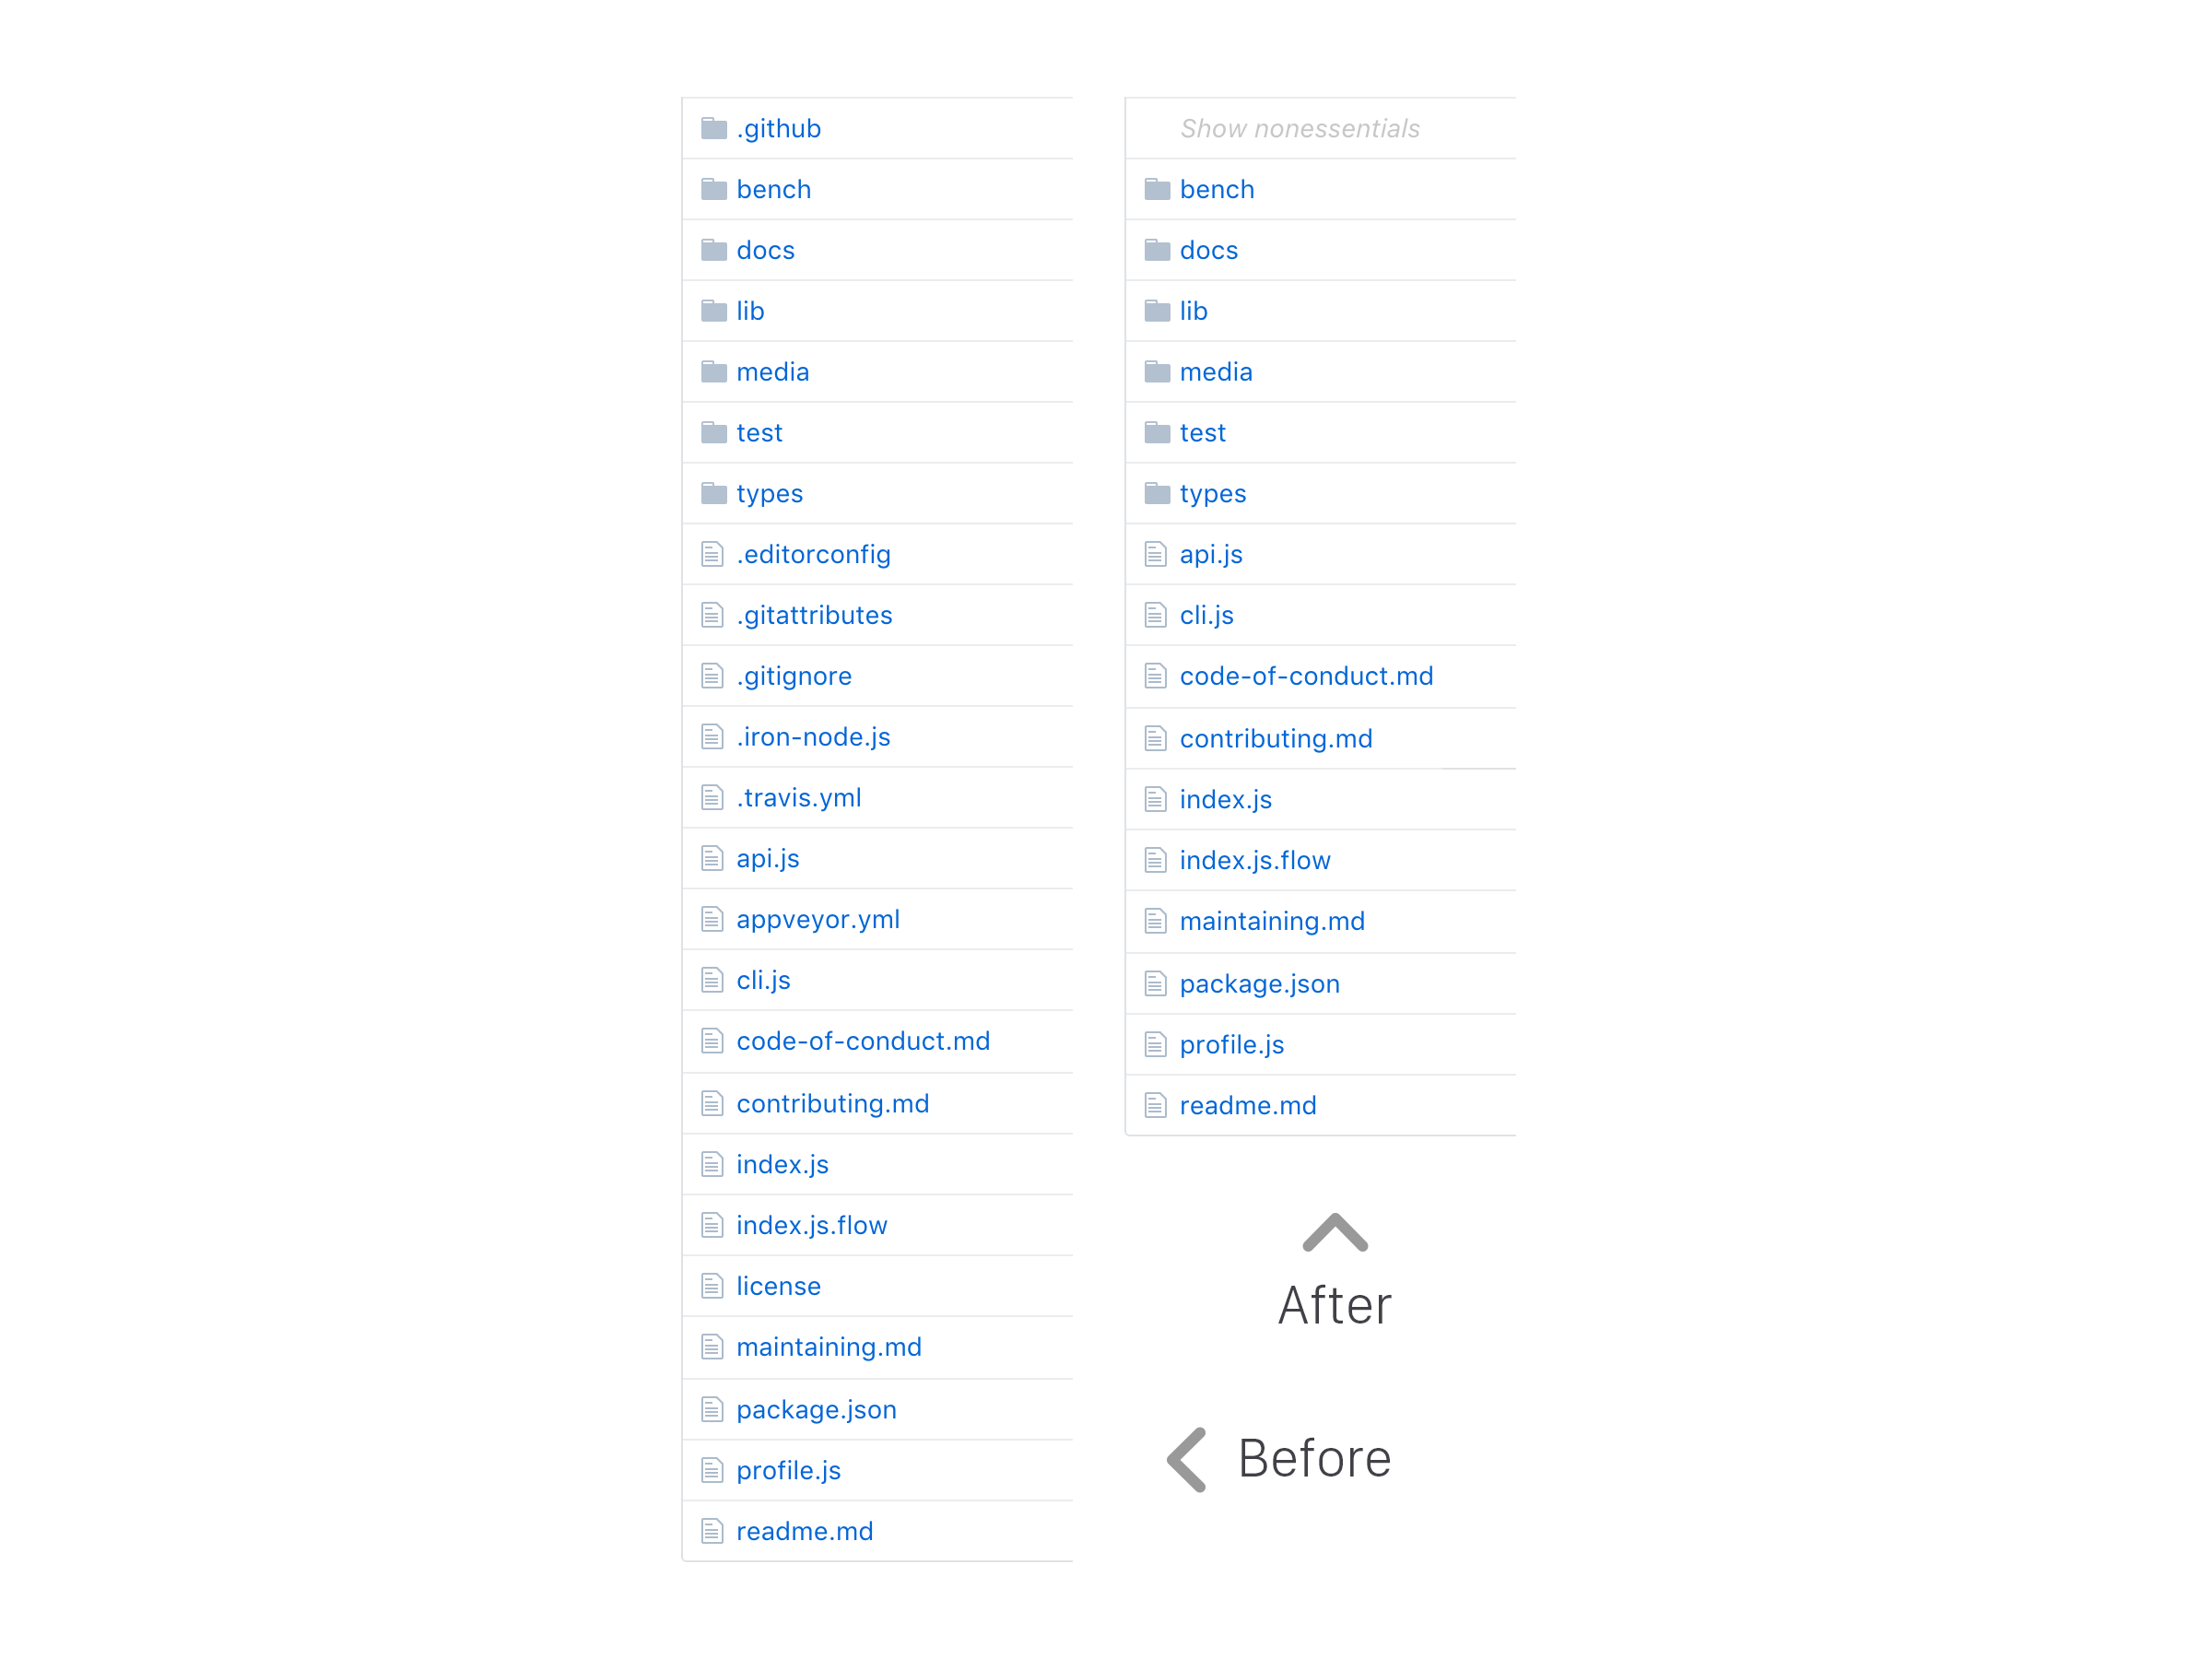 .github
bench
docs
lib
media
test
types
.editorconfig
.gitattributes
.gitignore
.iron-node.js
.travis.yml
api.js
appveyor.yml
cli.js
code-of-conduct.md
contributing.md
index.js
index.js.flow
license
maintaining.md
package.json
profile.js
readme.md
Show nonessentials
bench
docs
lib
media
test
types
api.js
cli.js
code-of-conduct.md
contributing.md
index.js
index.js.flow
maintaining.md
package.json
profile.js
readme.md
After
Before